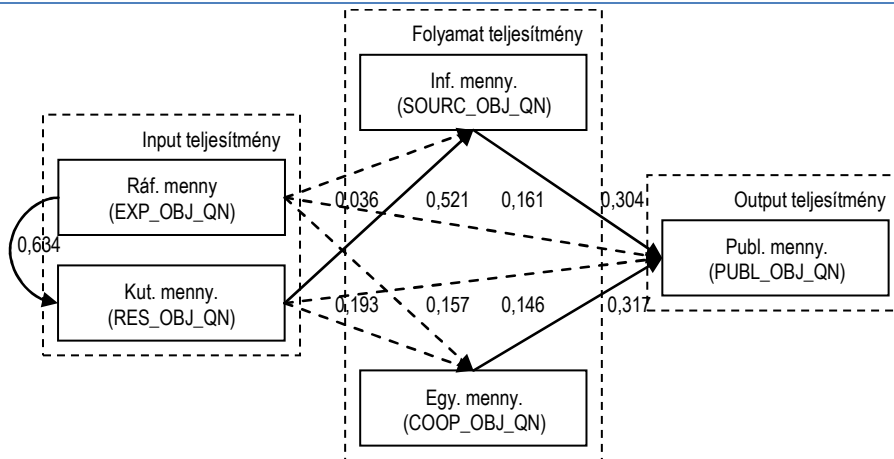 Folyamat teljesítmény
Inf. menny.
(SOURC_OBJ_QN)
Input teljesítmény
Ráf. menny
(EXP_OBJ_QN)
0,634
Kut. menny.
(RES_OBJ_QN)
0,036
0,521
0,161
0,304
0,193
0,157
0,146
0,317
Output teljesítmény
Publ. menny.
(PUBL_OBJ_QN)
Egy. menny.
(COOP_OBJ_QN)